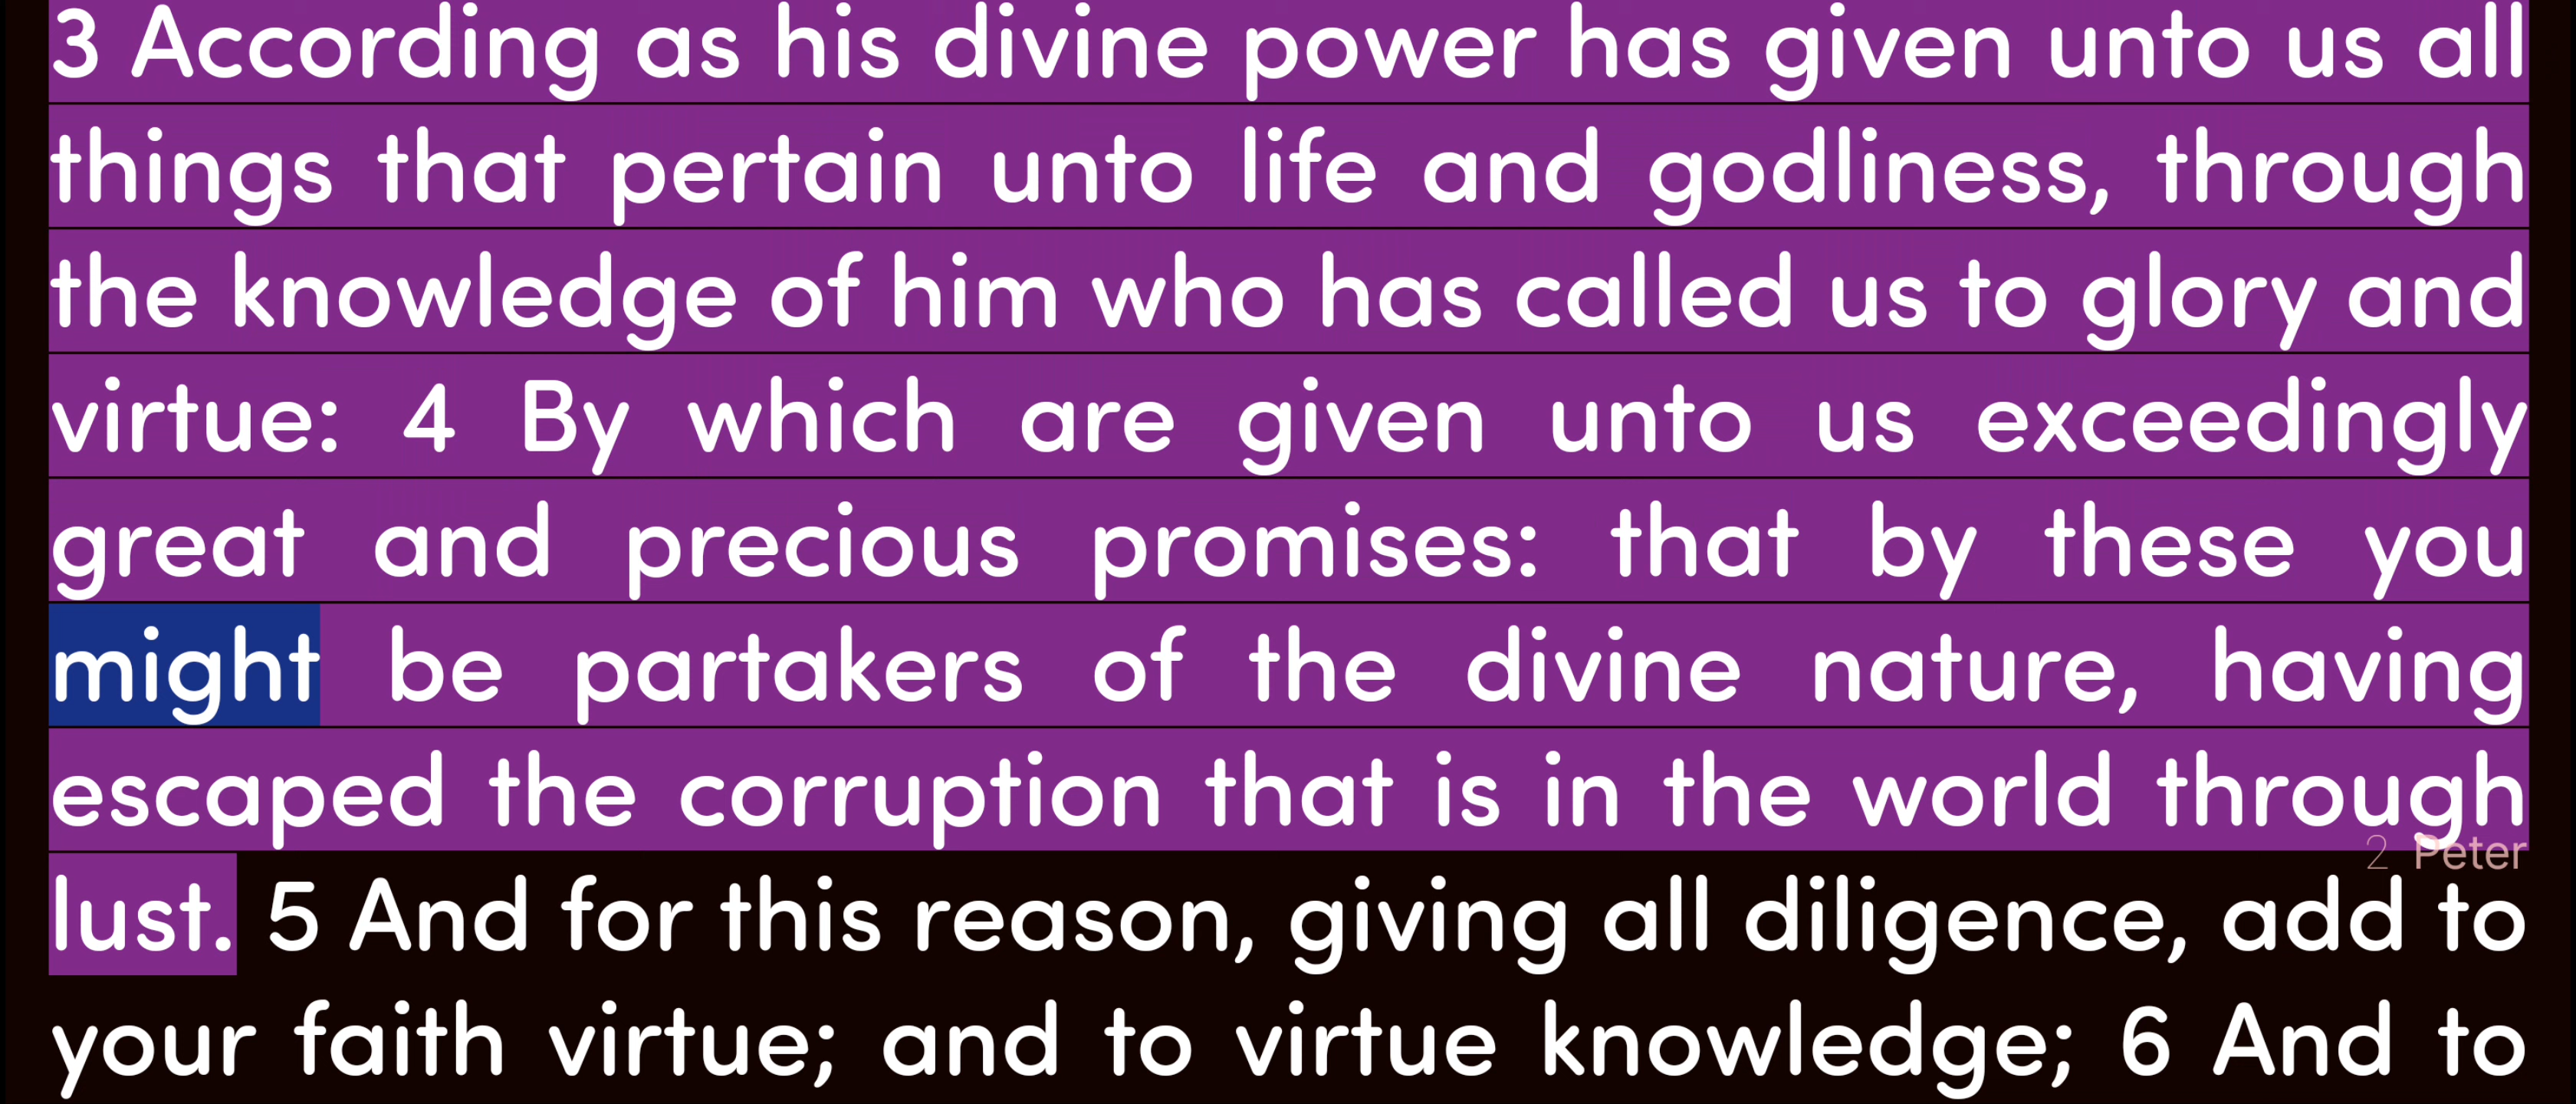 3 According as his divine power has given unto us all
things that pertain unto life and godliness, through
the knowledge of him who has called us to glory and
virtue: 4 By which are given unto us exceedingly
great and precious promises: that by these you
might be partakers of the divine nature, having
escaped the corruption that is in the world through
2 Peter
lust. 5 And for this reason, giving all diligence, add to
your faith virtue; and to virtue knowledge; 6 And to